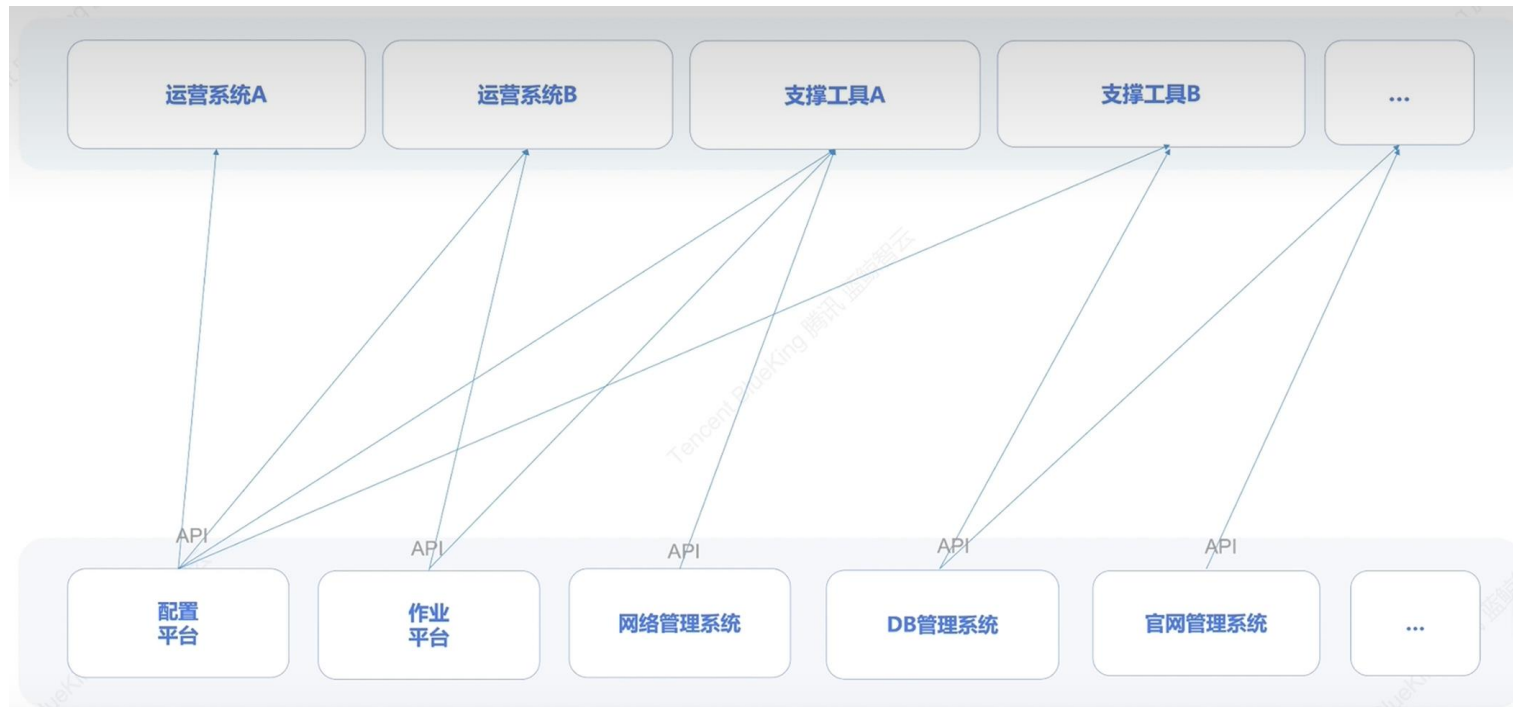 运营系统A
运营系统B
支撑工具A
支撑工具B
...
Tencent BlueKing 腾讯 蓝鲸智云
API
API
API
API
API
配置
平台
作业
平台
网络管理系统
DB管理系统
官网管理系统
...